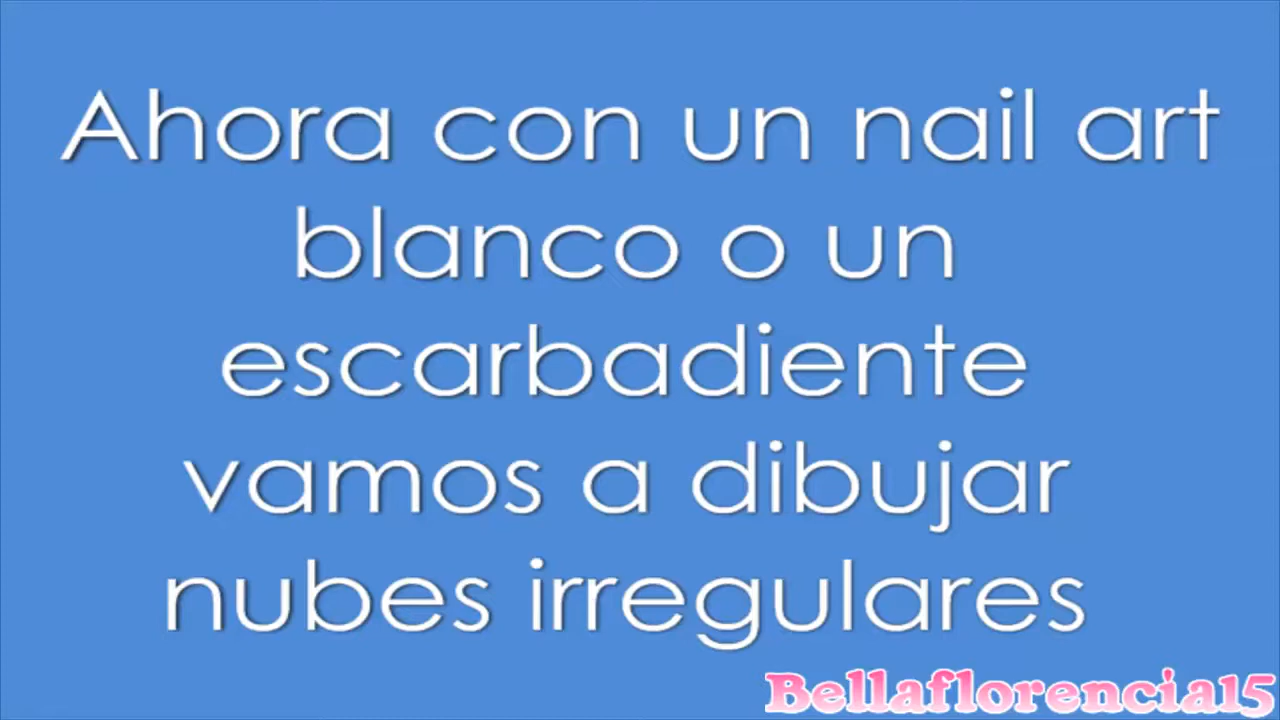 Ahora con un nail art
blanco o un
escarbadiente
vamos a dibujar
nubes irregulares
Bellaflorencia15